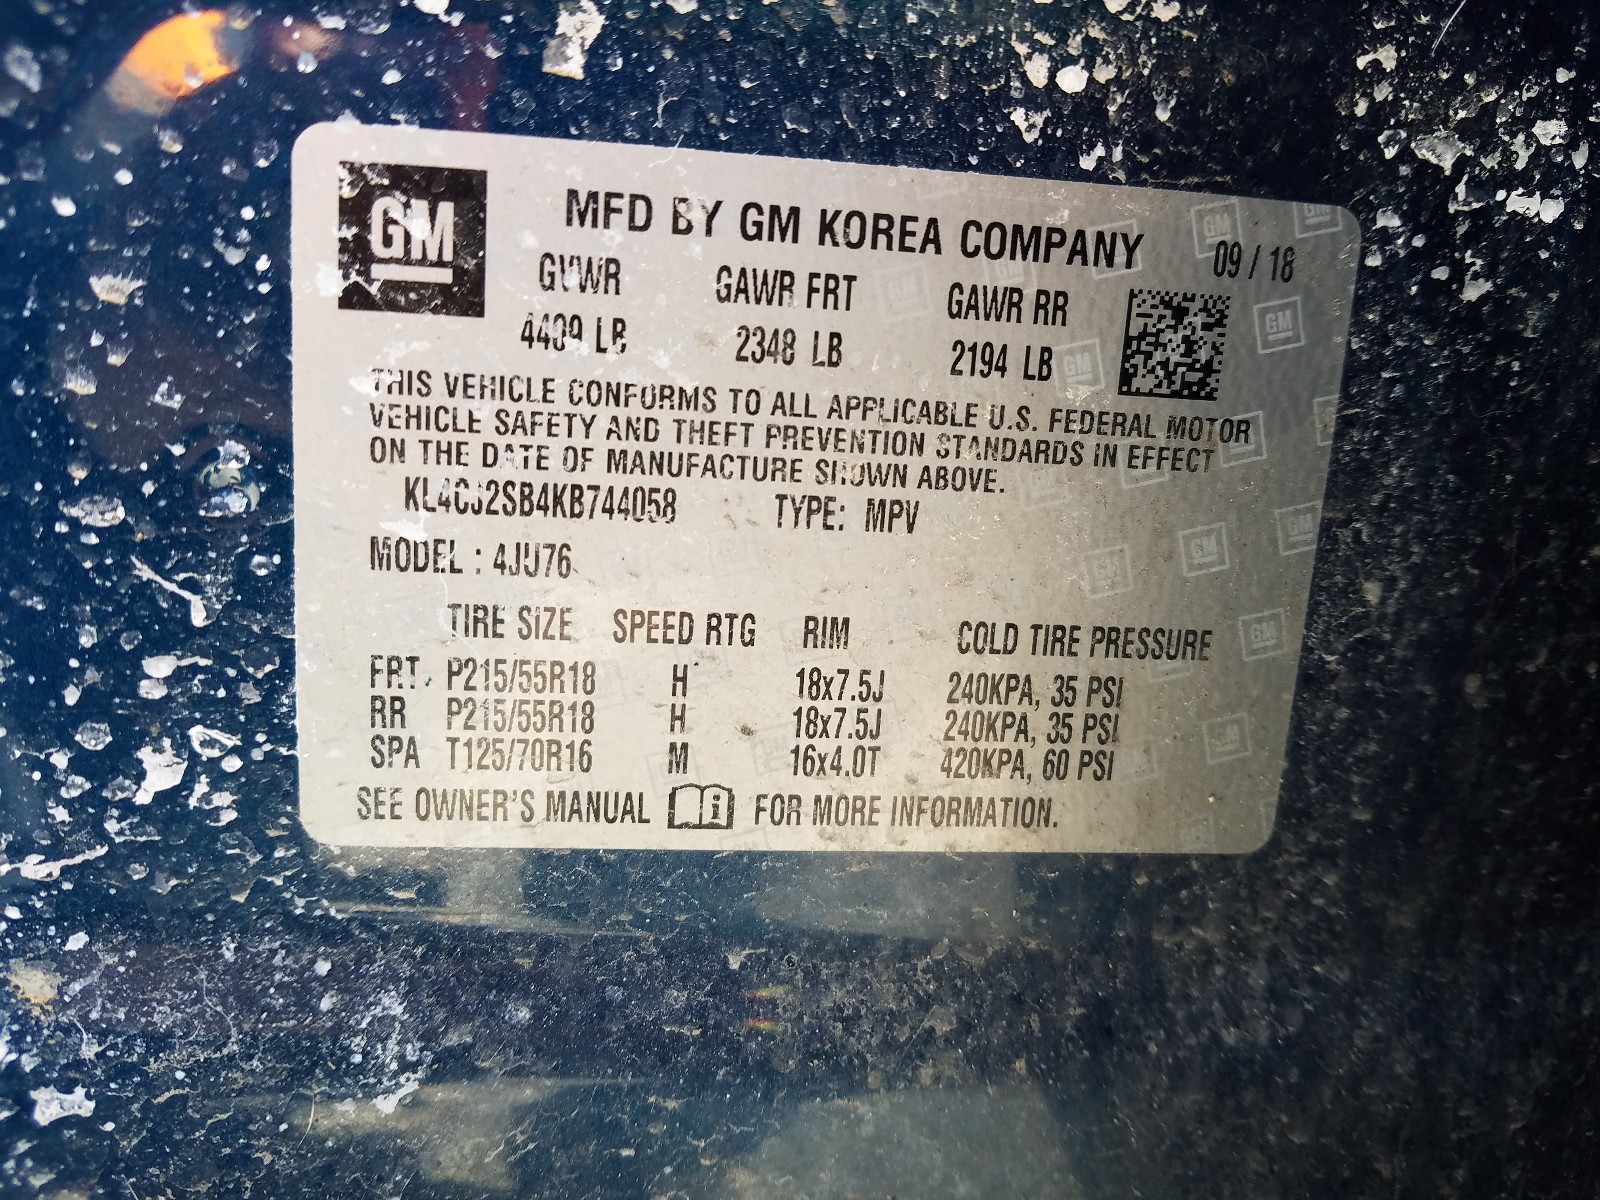 GM
MFD BY GM KOREA COMPANY 09 / 18
GVWR GAWR FRT GAWR RR
4409 LB 2348 LB 2194 LB
THIS VEHICLE CONFORMS TO ALL APPLICABLE U.S. FEDERAL MOTOR
VEHICLE SAFETY AND THEFT PREVENTION STANDARDS IN EFFECT
ON THE DATE OF MANUFACTURE SHOWN ABOVE.
KL4CJ2SB4KB744058 TYPE: MPV
MODEL : 4JU76
TIRE SIZE SPEED RTG RIM COLD TIRE PRESSURE
FRT P215/55R18 H 18x7.5J 240KPA, 35 PSI
RR P215/55R18 H 18x7.5J 240KPA, 35 PSI
SPA T125/70R16 M 16x4.0T 420KPA, 60 PSI
SEE OWNER'S MANUAL i FOR MORE INFORMATION.